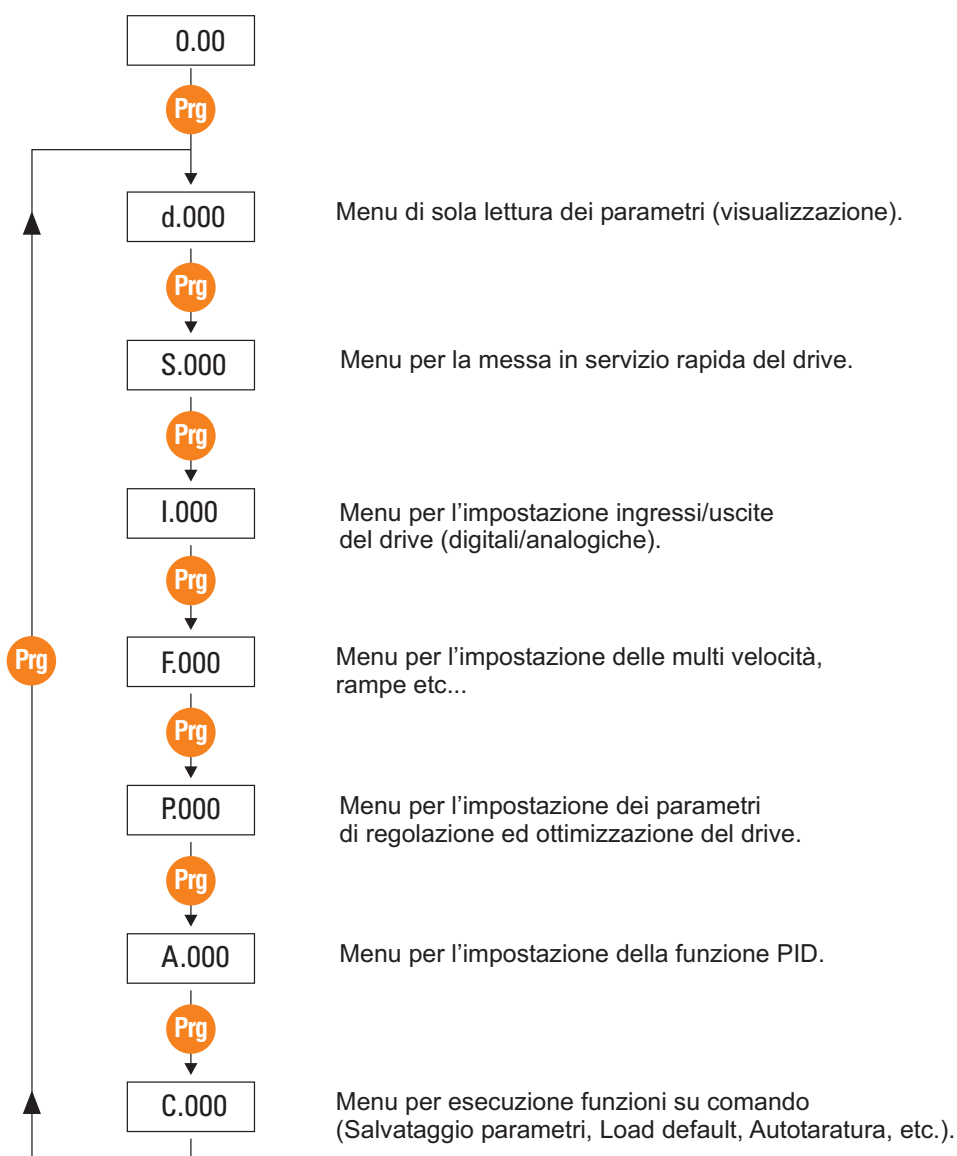 0.00
Prg
d.000
Menu di sola lettura dei parametri (visualizzazione).
Prg
S.000
Menu per la messa in servizio rapida del drive.
Prg
I.000
Menu per l’impostazione ingressi/uscite
del drive (digitali/analogiche).
Prg
Prg
F.000
Menu per l’impostazione delle multi velocità,
rampe etc...
Prg
P.000
Menu per l’impostazione dei parametri
di regolazione ed ottimizzazione del drive.
Prg
A.000
Menu per l’impostazione della funzione PID.
Prg
C.000
Menu per esecuzione funzioni su comando
(Salvataggio parametri, Load default, Autotaratura, etc.).